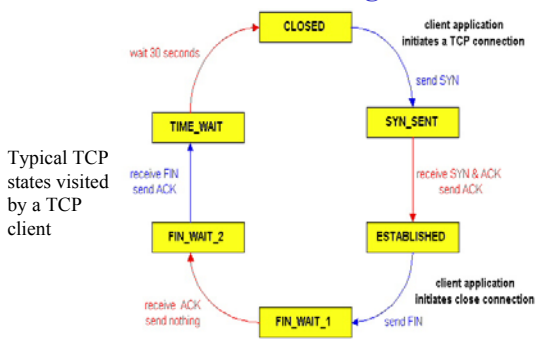 CLOSED
client application
initiates a TCP connection
wait 30 seconds
send SYN
TIME_WAIT
SYN_SENT
Typical TCP
states visited
by a TCP
client
receive FIN
send ACK
receive SYN & ACK
send ACK
FIN_WAIT_2
ESTABLISHED
client application
initiates close connection
receive ACK
send nothing
FIN_WAIT_1
send FIN